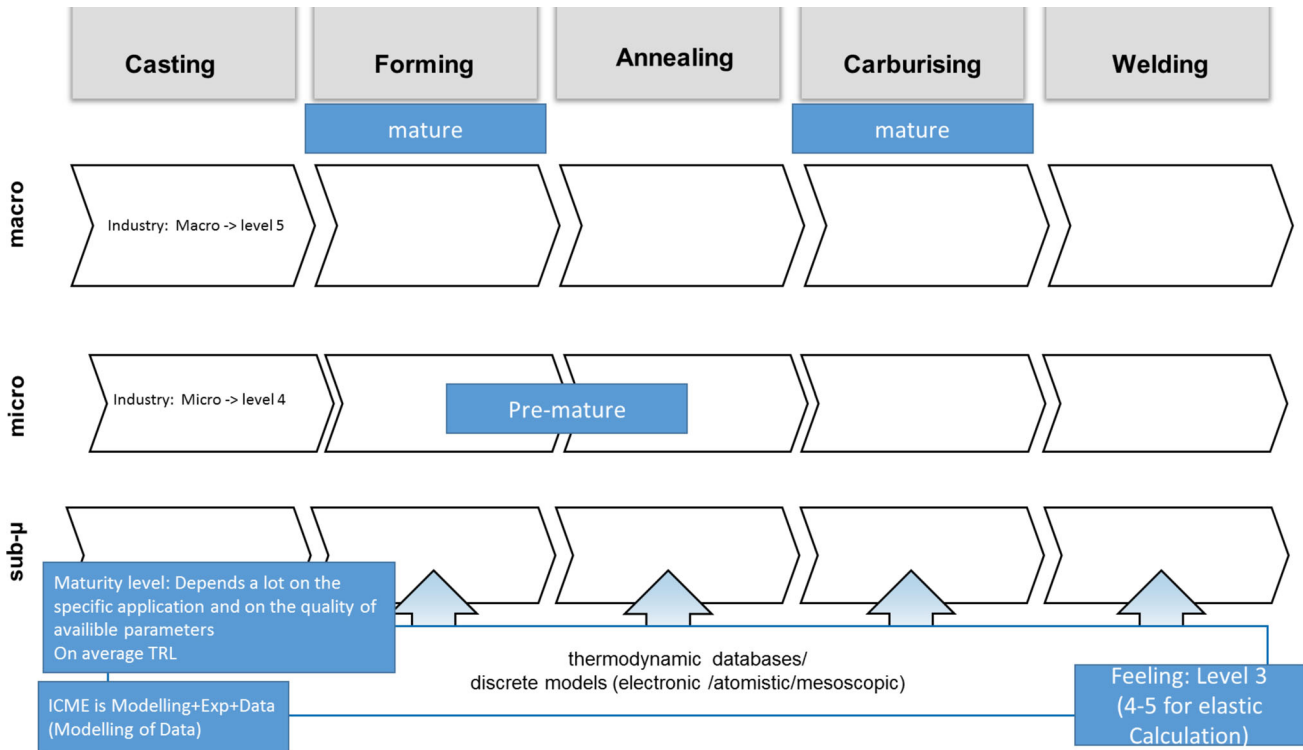 Casting
Forming
Annealing
Carburising
Welding
mature
mature
macro
Industry: Macro -> level 5
micro
Industry: Micro -> level 4
Pre-mature
sub-µ
Maturity level: Depends a lot on the
specific application and on the quality of
availible parameters
On average TRL
thermodynamic databases/
discrete models (electronic /atomistic/mesoscopic)
ICME is Modelling+Exp+Data
(Modelling of Data)
Feeling: Level 3
(4-5 for elastic
Calculation)